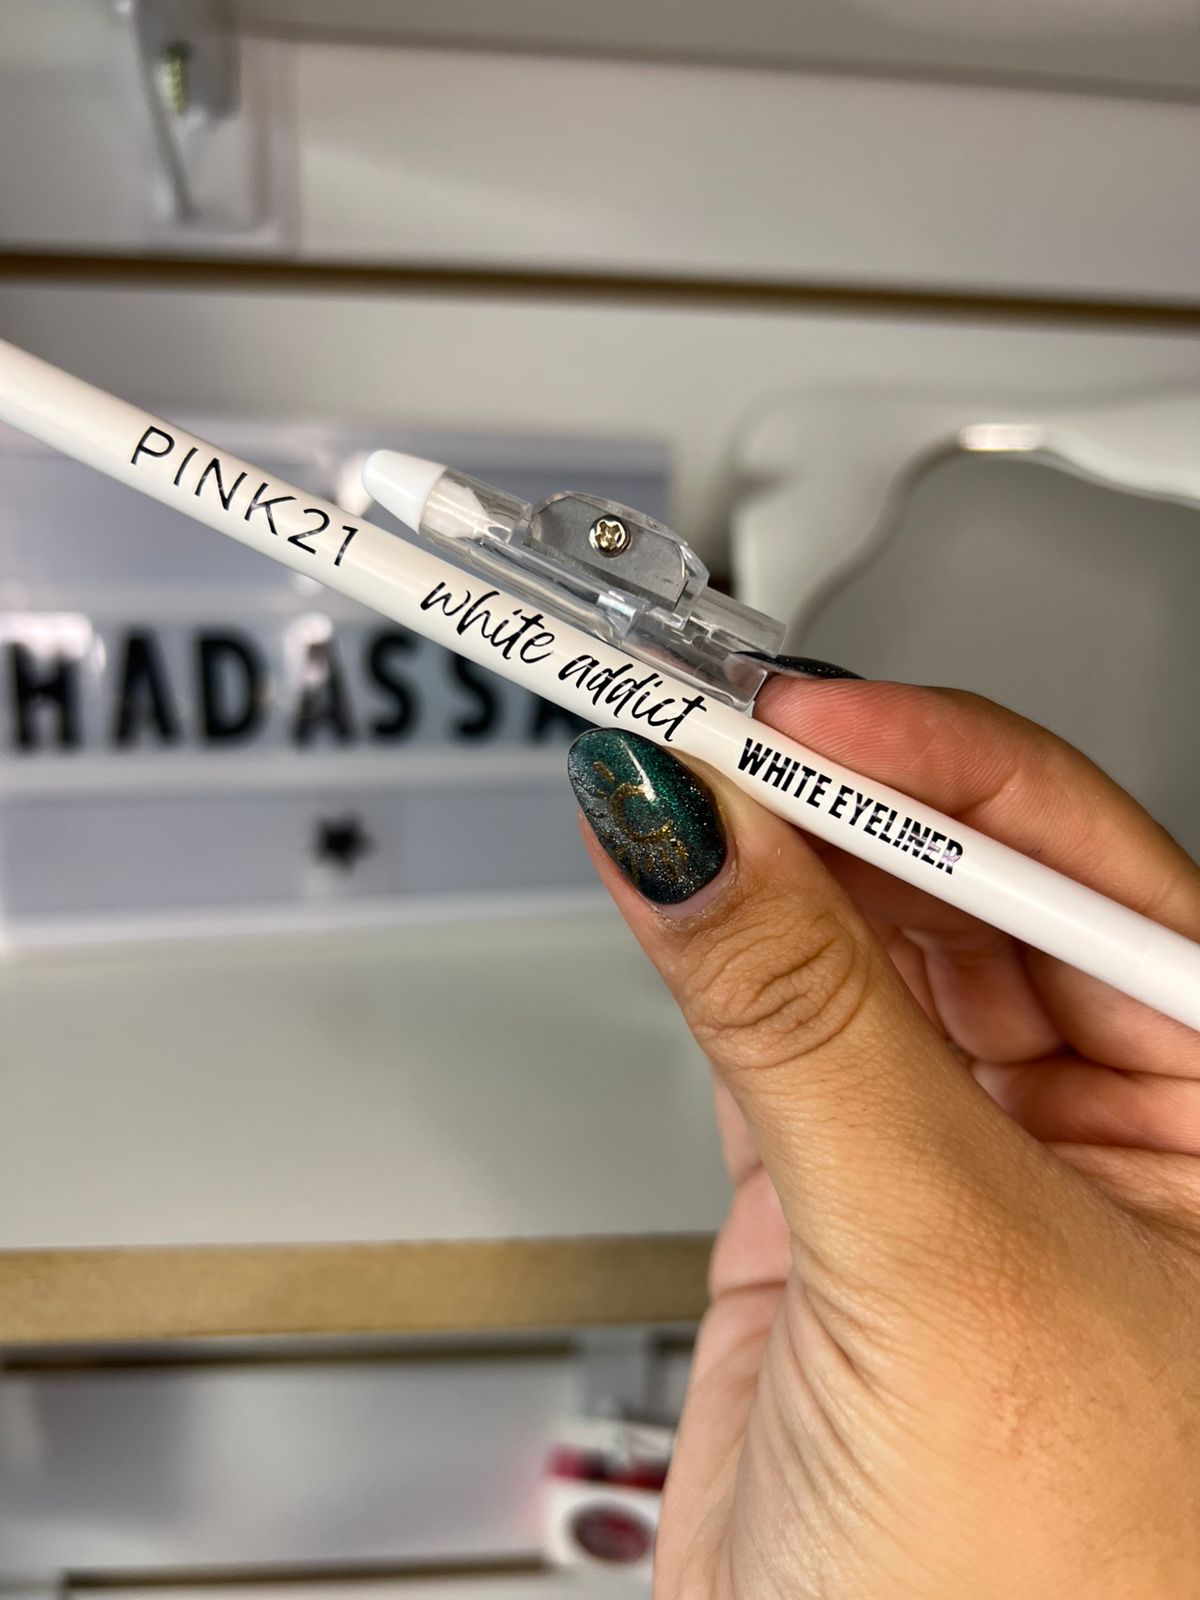 PINK21
white addict
WHITE EYELINER
HADASSA